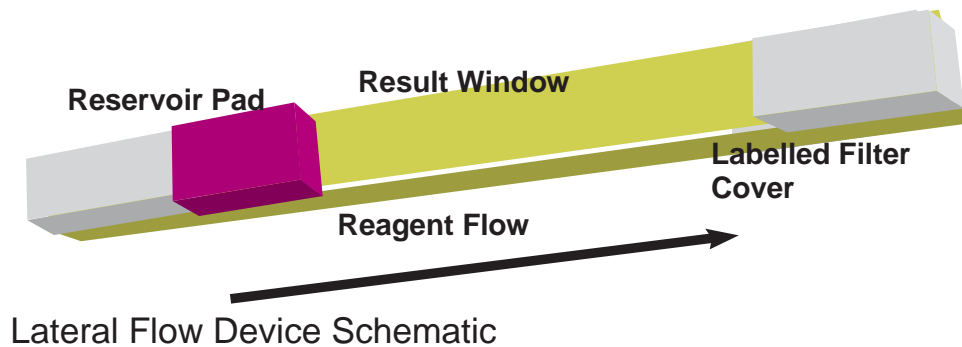 Result Window
Reservoir Pad
Labelled Filter
Cover
Reagent Flow
Lateral Flow Device Schematic